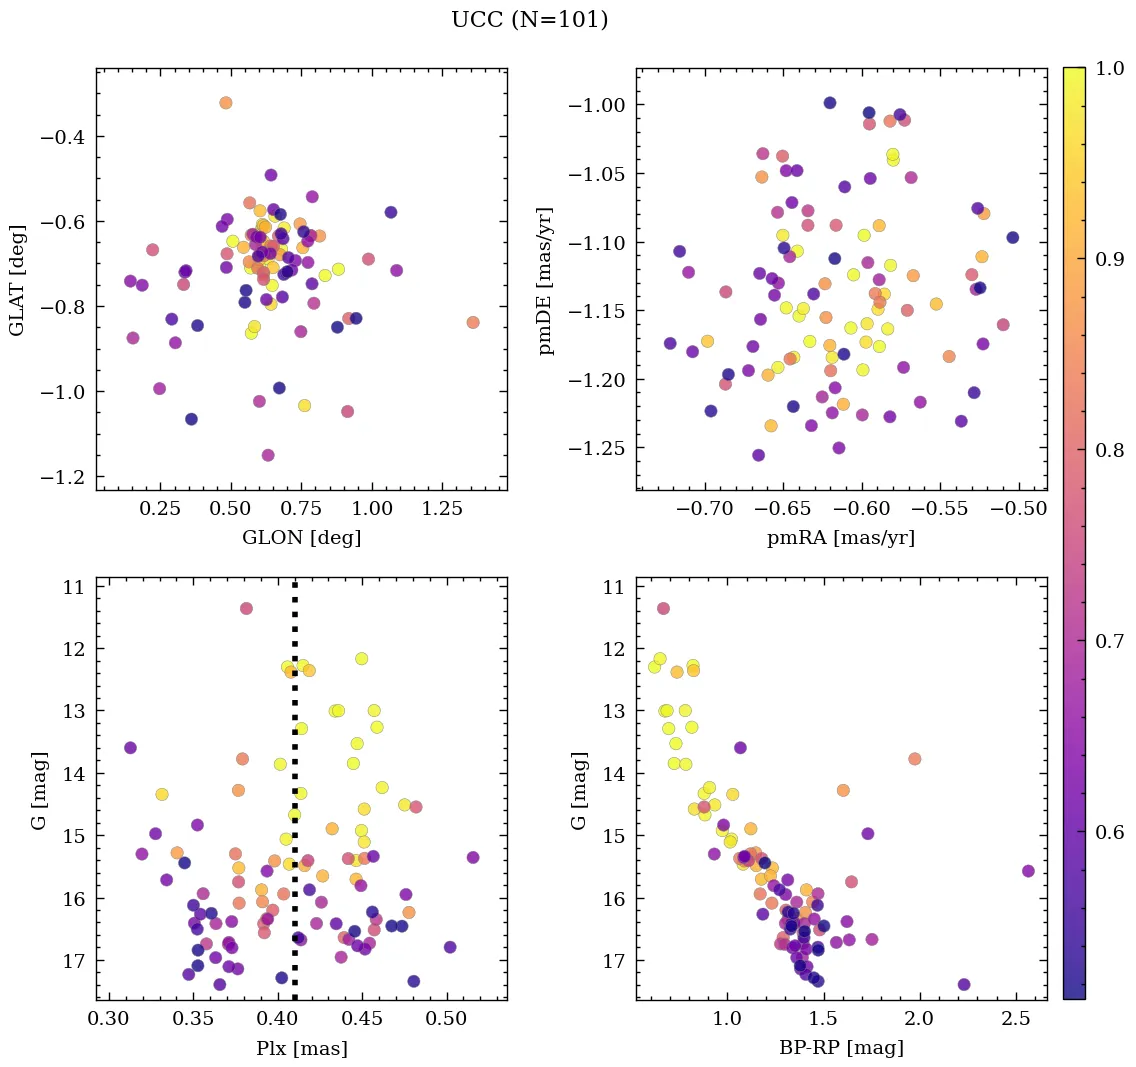 UCC (N=101)
−0.4
−0.6
−0.8
−1.0
−1.2
GLAT [deg]
0.25 0.50 0.75 1.00 1.25
GLON [deg]
−1.00
−1.05
−1.10
−1.15
−1.20
−1.25
pmDE [mas/yr]
−0.70 −0.65 −0.60 −0.55 −0.50
pmRA [mas/yr]
1.0
0.9
0.8
0.7
0.6
11
12
13
14
15
16
17
G [mag]
0.30 0.35 0.40 0.45 0.50
Plx [mas]
11
12
13
14
15
16
17
G [mag]
1.0 1.5 2.0 2.5
BP-RP [mag]